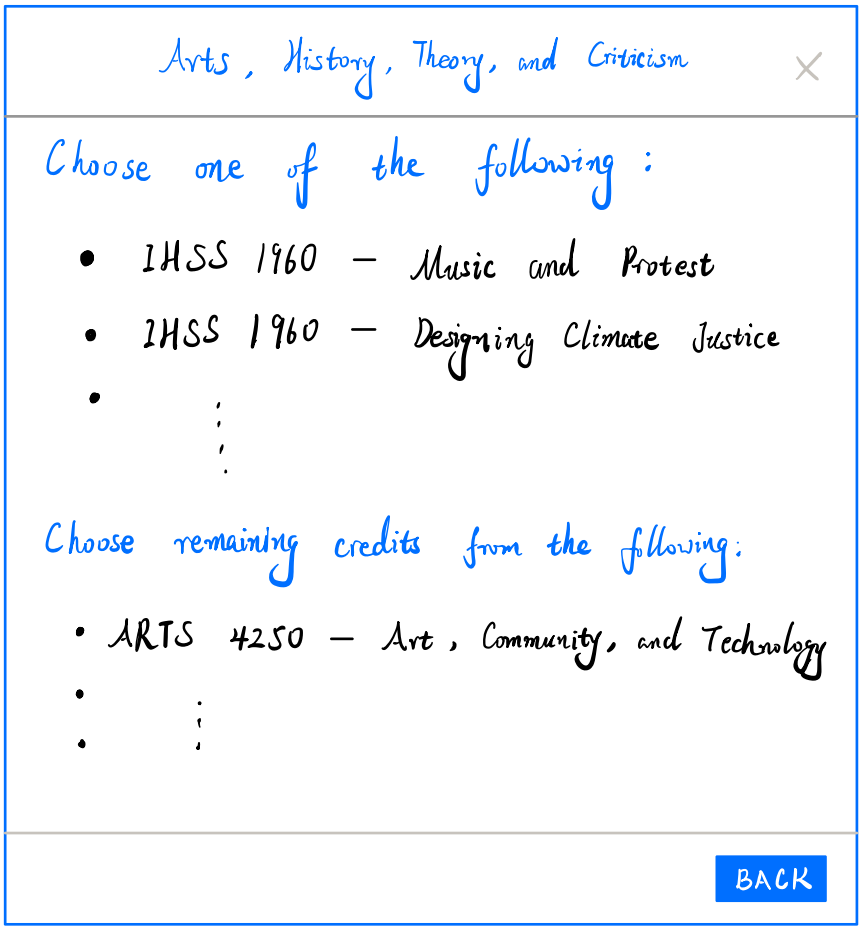 Arts, History, Theory, and Criticism
Choose one of the following:
• IHSS 1960 — Music and Protest
• IHSS 1960 — Designing Climate Justice
•
⋮
Choose remaining credits from the following:
• ARTS 4250 — Art, Community, and Technology
•
⋮
•
BACK